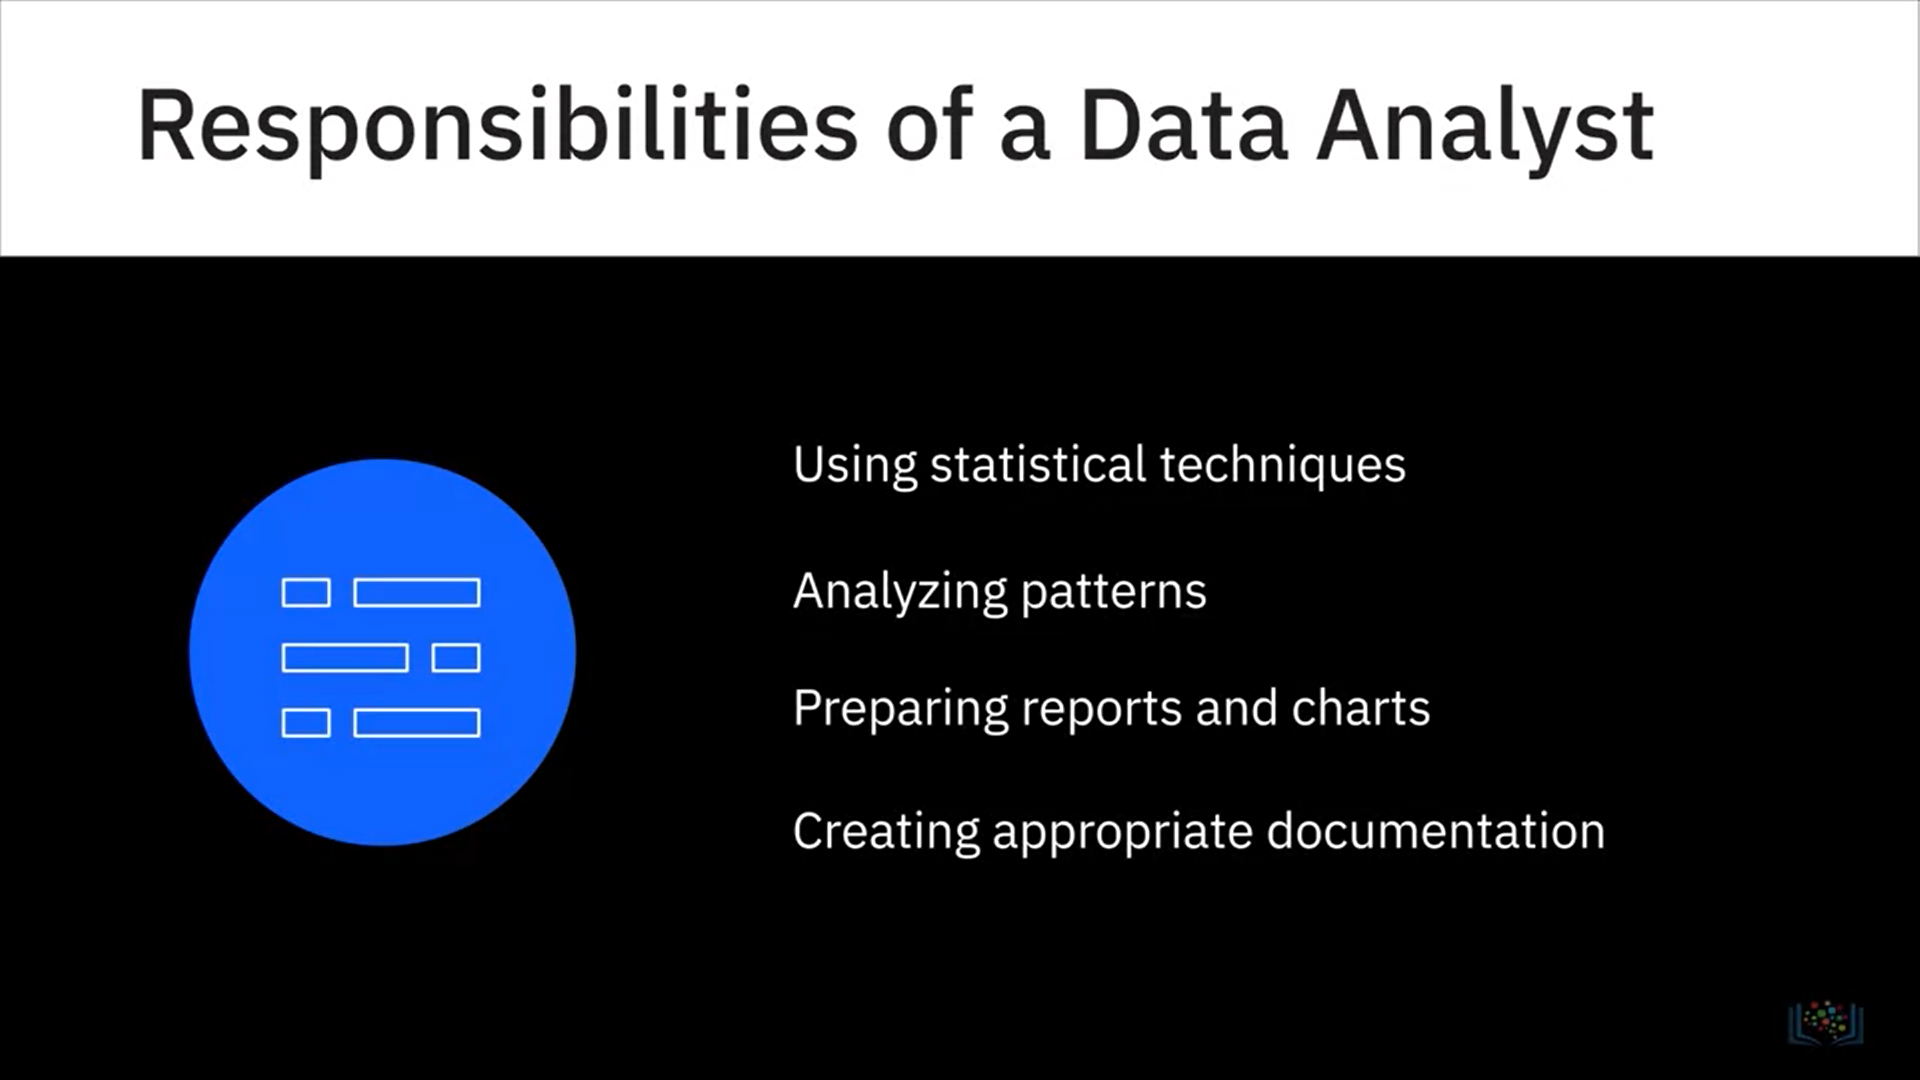 Responsibilities of a Data Analyst
Using statistical techniques
Analyzing patterns
Preparing reports and charts
Creating appropriate documentation